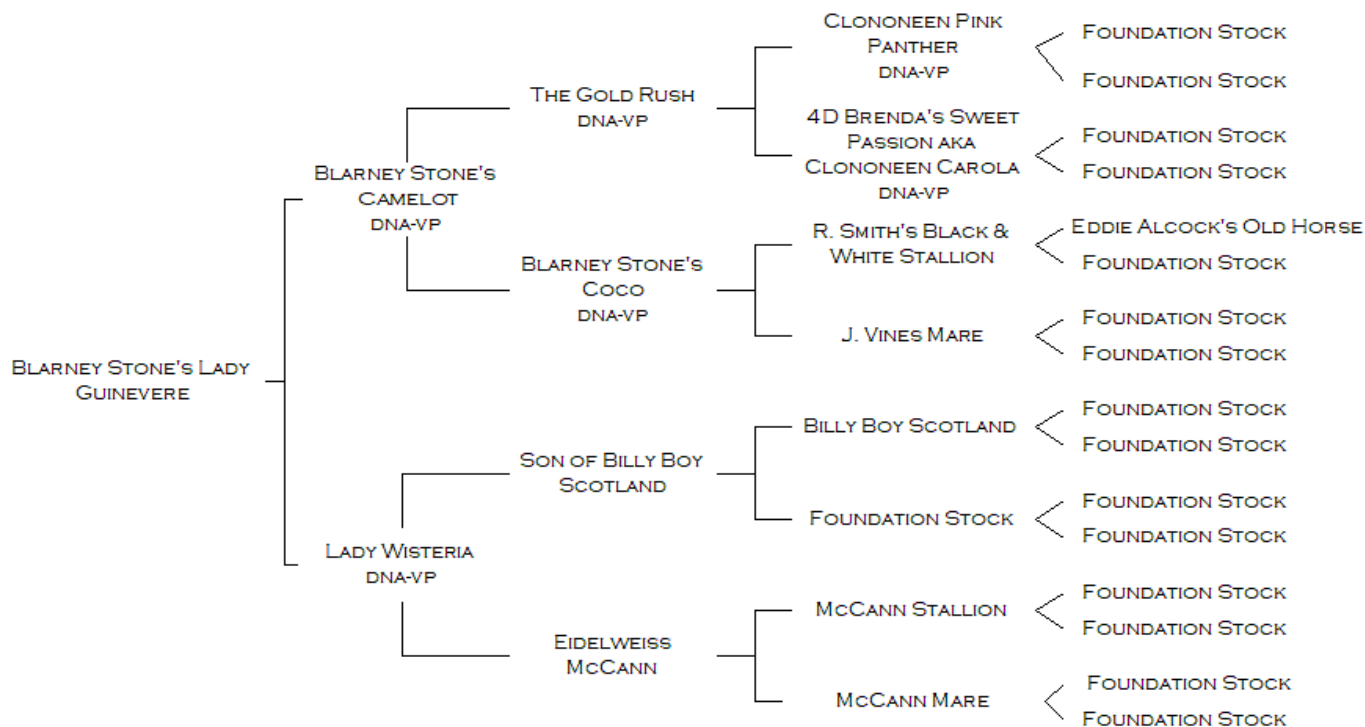 Clononeen Pink
Panther
DNA-VP
Foundation Stock
Foundation Stock
The Gold Rush
DNA-VP
4D Brenda's Sweet
Passion aka
Clononeen Carola
DNA-VP
Foundation Stock
Foundation Stock
Blarney Stone's
Camelot
DNA-VP
R. Smith's Black &
White Stallion
Eddie Alcock's Old Horse
Foundation Stock
Blarney Stone's
Coco
DNA-VP
J. Vines Mare
Foundation Stock
Foundation Stock
Blarney Stone's Lady
Guinevere
Billy Boy Scotland
Foundation Stock
Foundation Stock
Son of Billy Boy
Scotland
Foundation Stock
Foundation Stock
Foundation Stock
Lady Wisteria
DNA-VP
McCann Stallion
Foundation Stock
Foundation Stock
Eidelweiss
McCann
McCann Mare
Foundation Stock
Foundation Stock